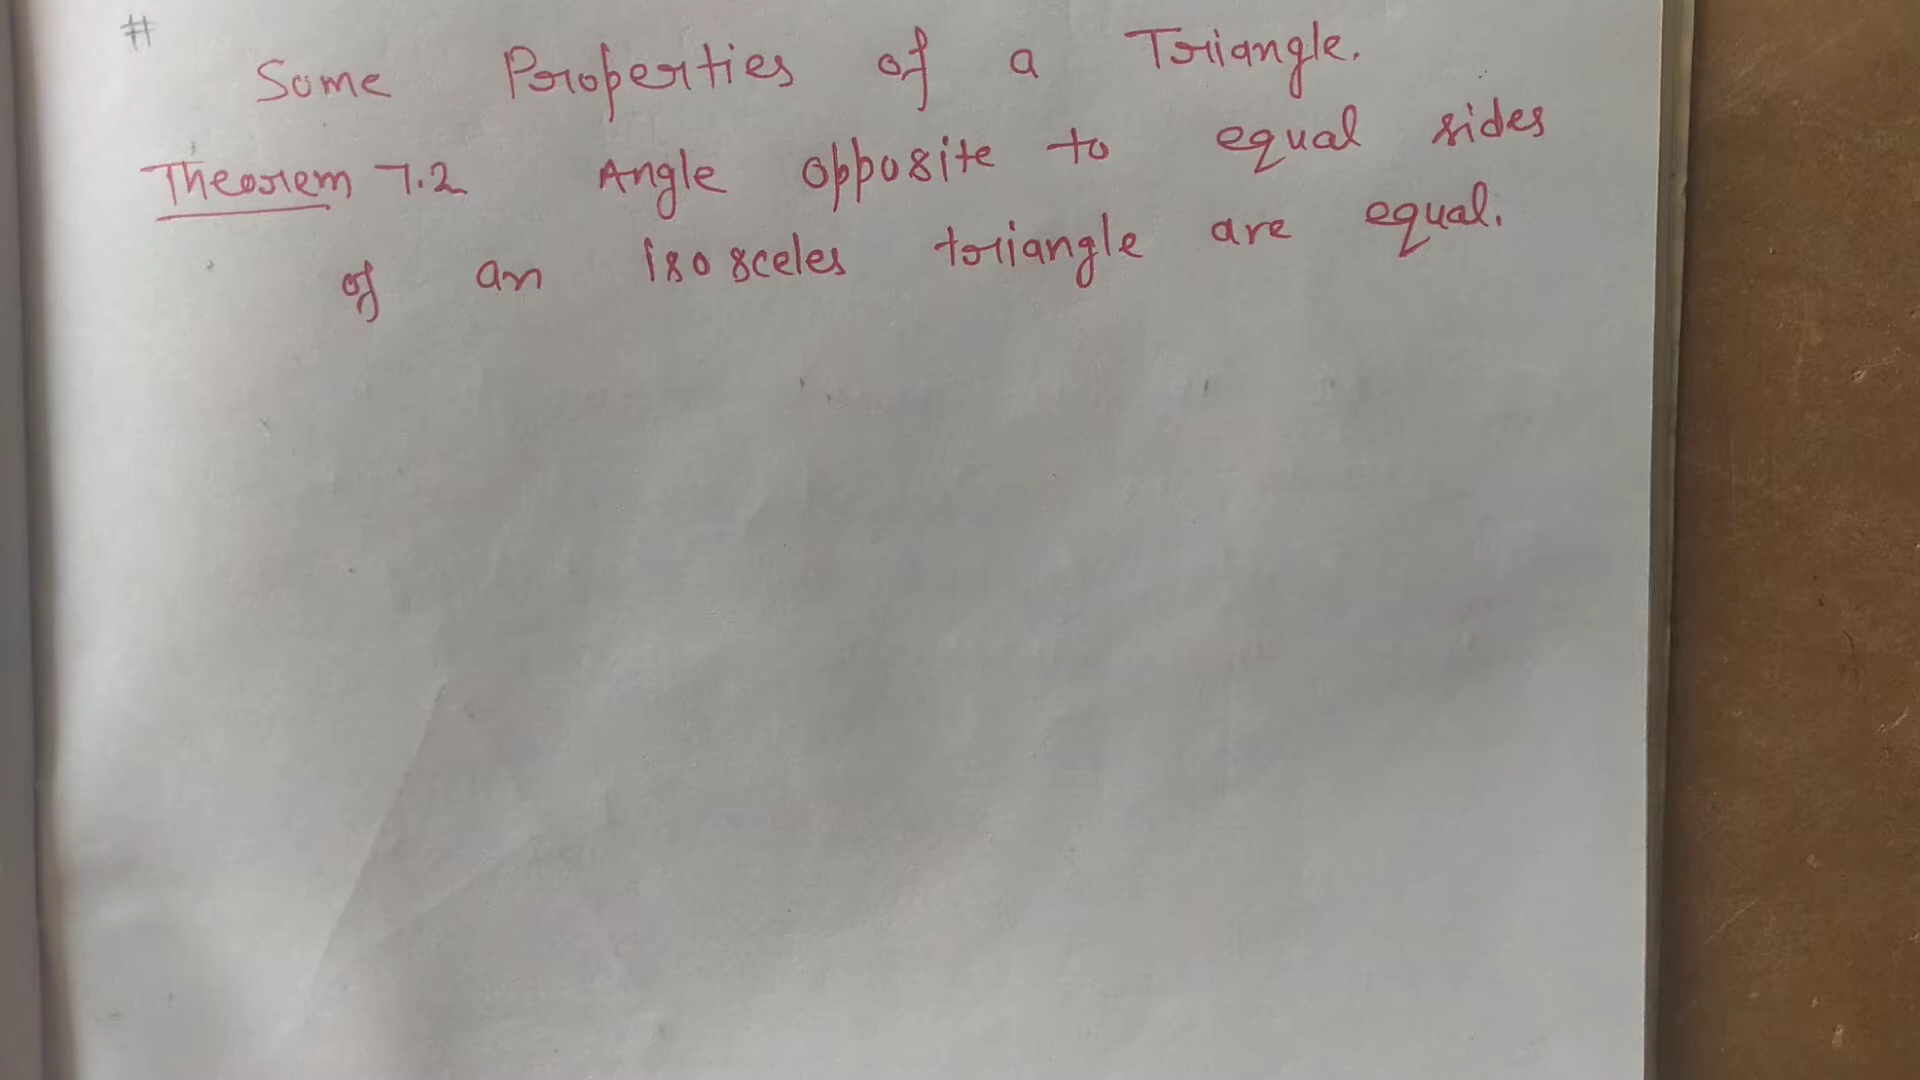 #
Some Properties of a Triangle.
Theorem 7.2 Angle opposite to equal sides
of an isosceles triangle are equal.